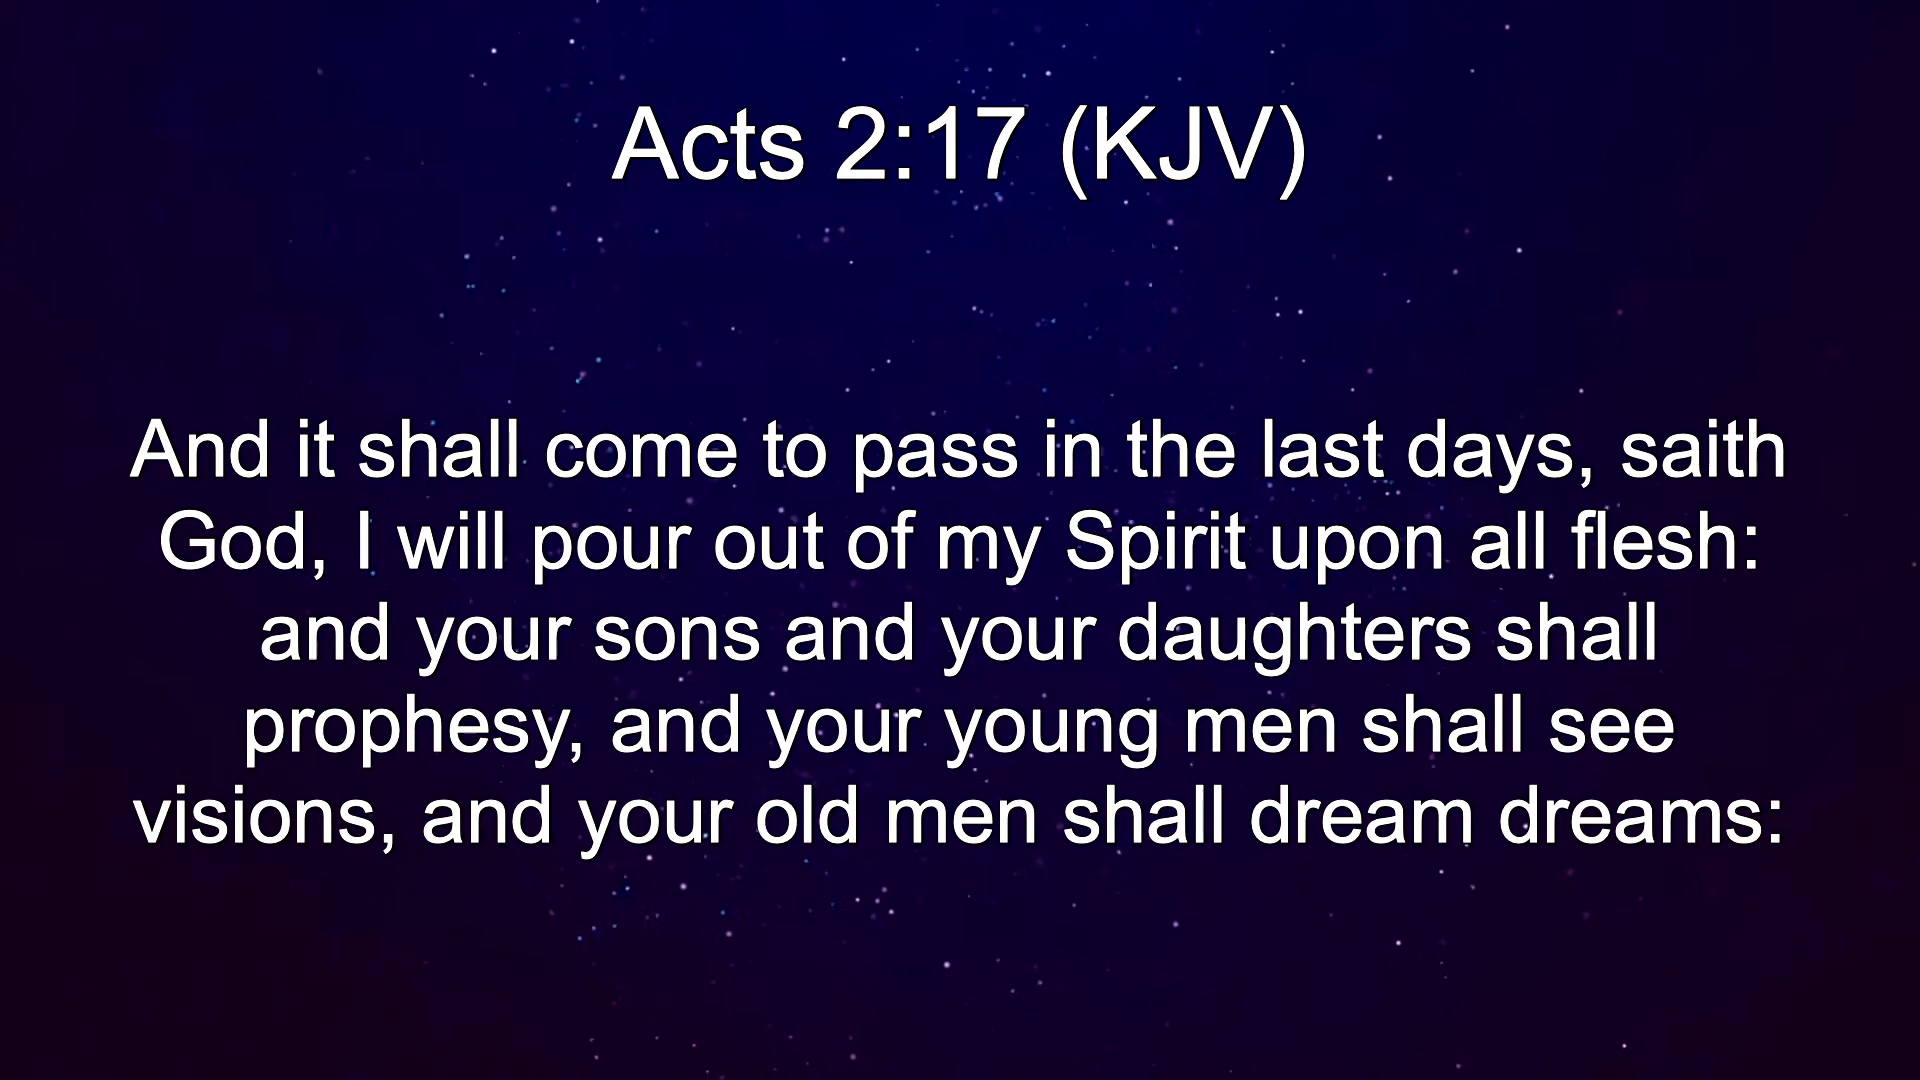 Acts 2:17 (KJV)
And it shall come to pass in the last days, saith
God, I will pour out of my Spirit upon all flesh:
and your sons and your daughters shall
prophesy, and your young men shall see
visions, and your old men shall dream dreams: